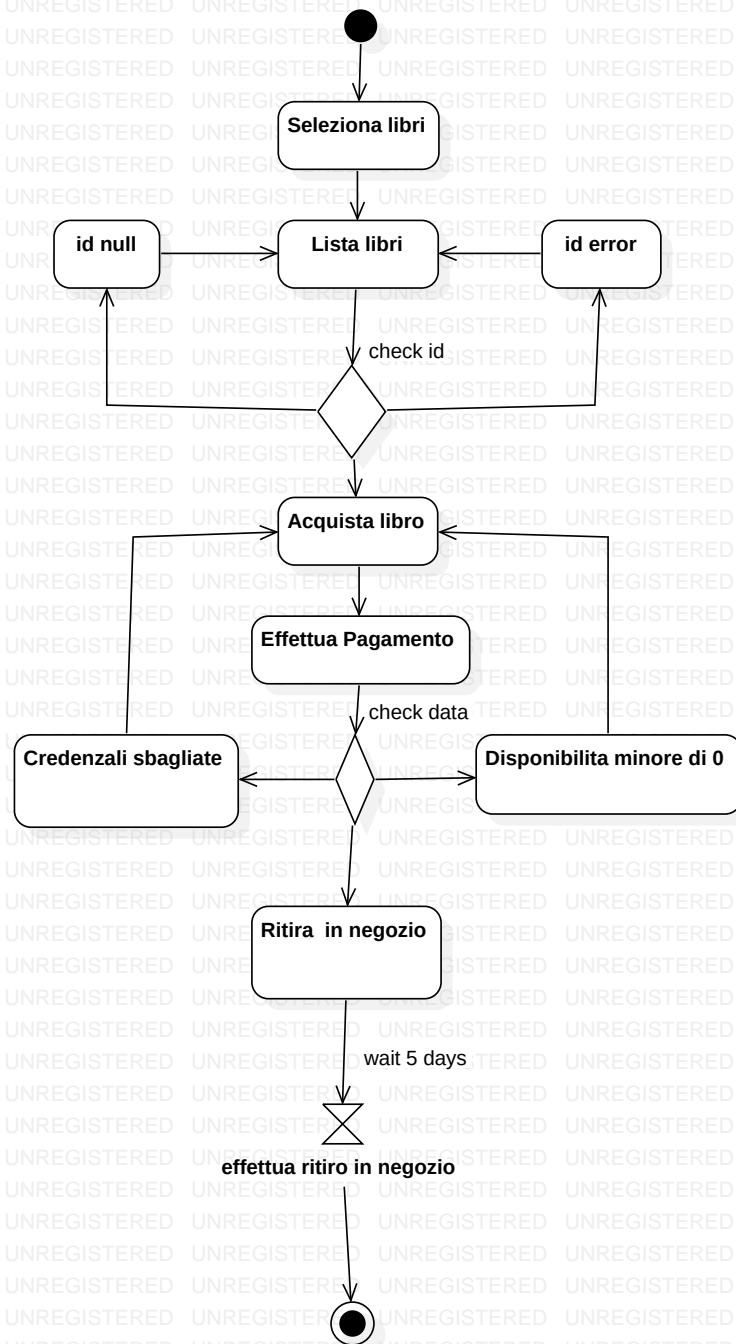 Seleziona libri
id null
Lista libri
id error
check id
Acquista libro
Effettua Pagamento
check data
Credenzali sbagliate
Disponibilita minore di 0
Ritira  in negozio
wait 5 days
effettua ritiro in negozio
UNREGISTERED